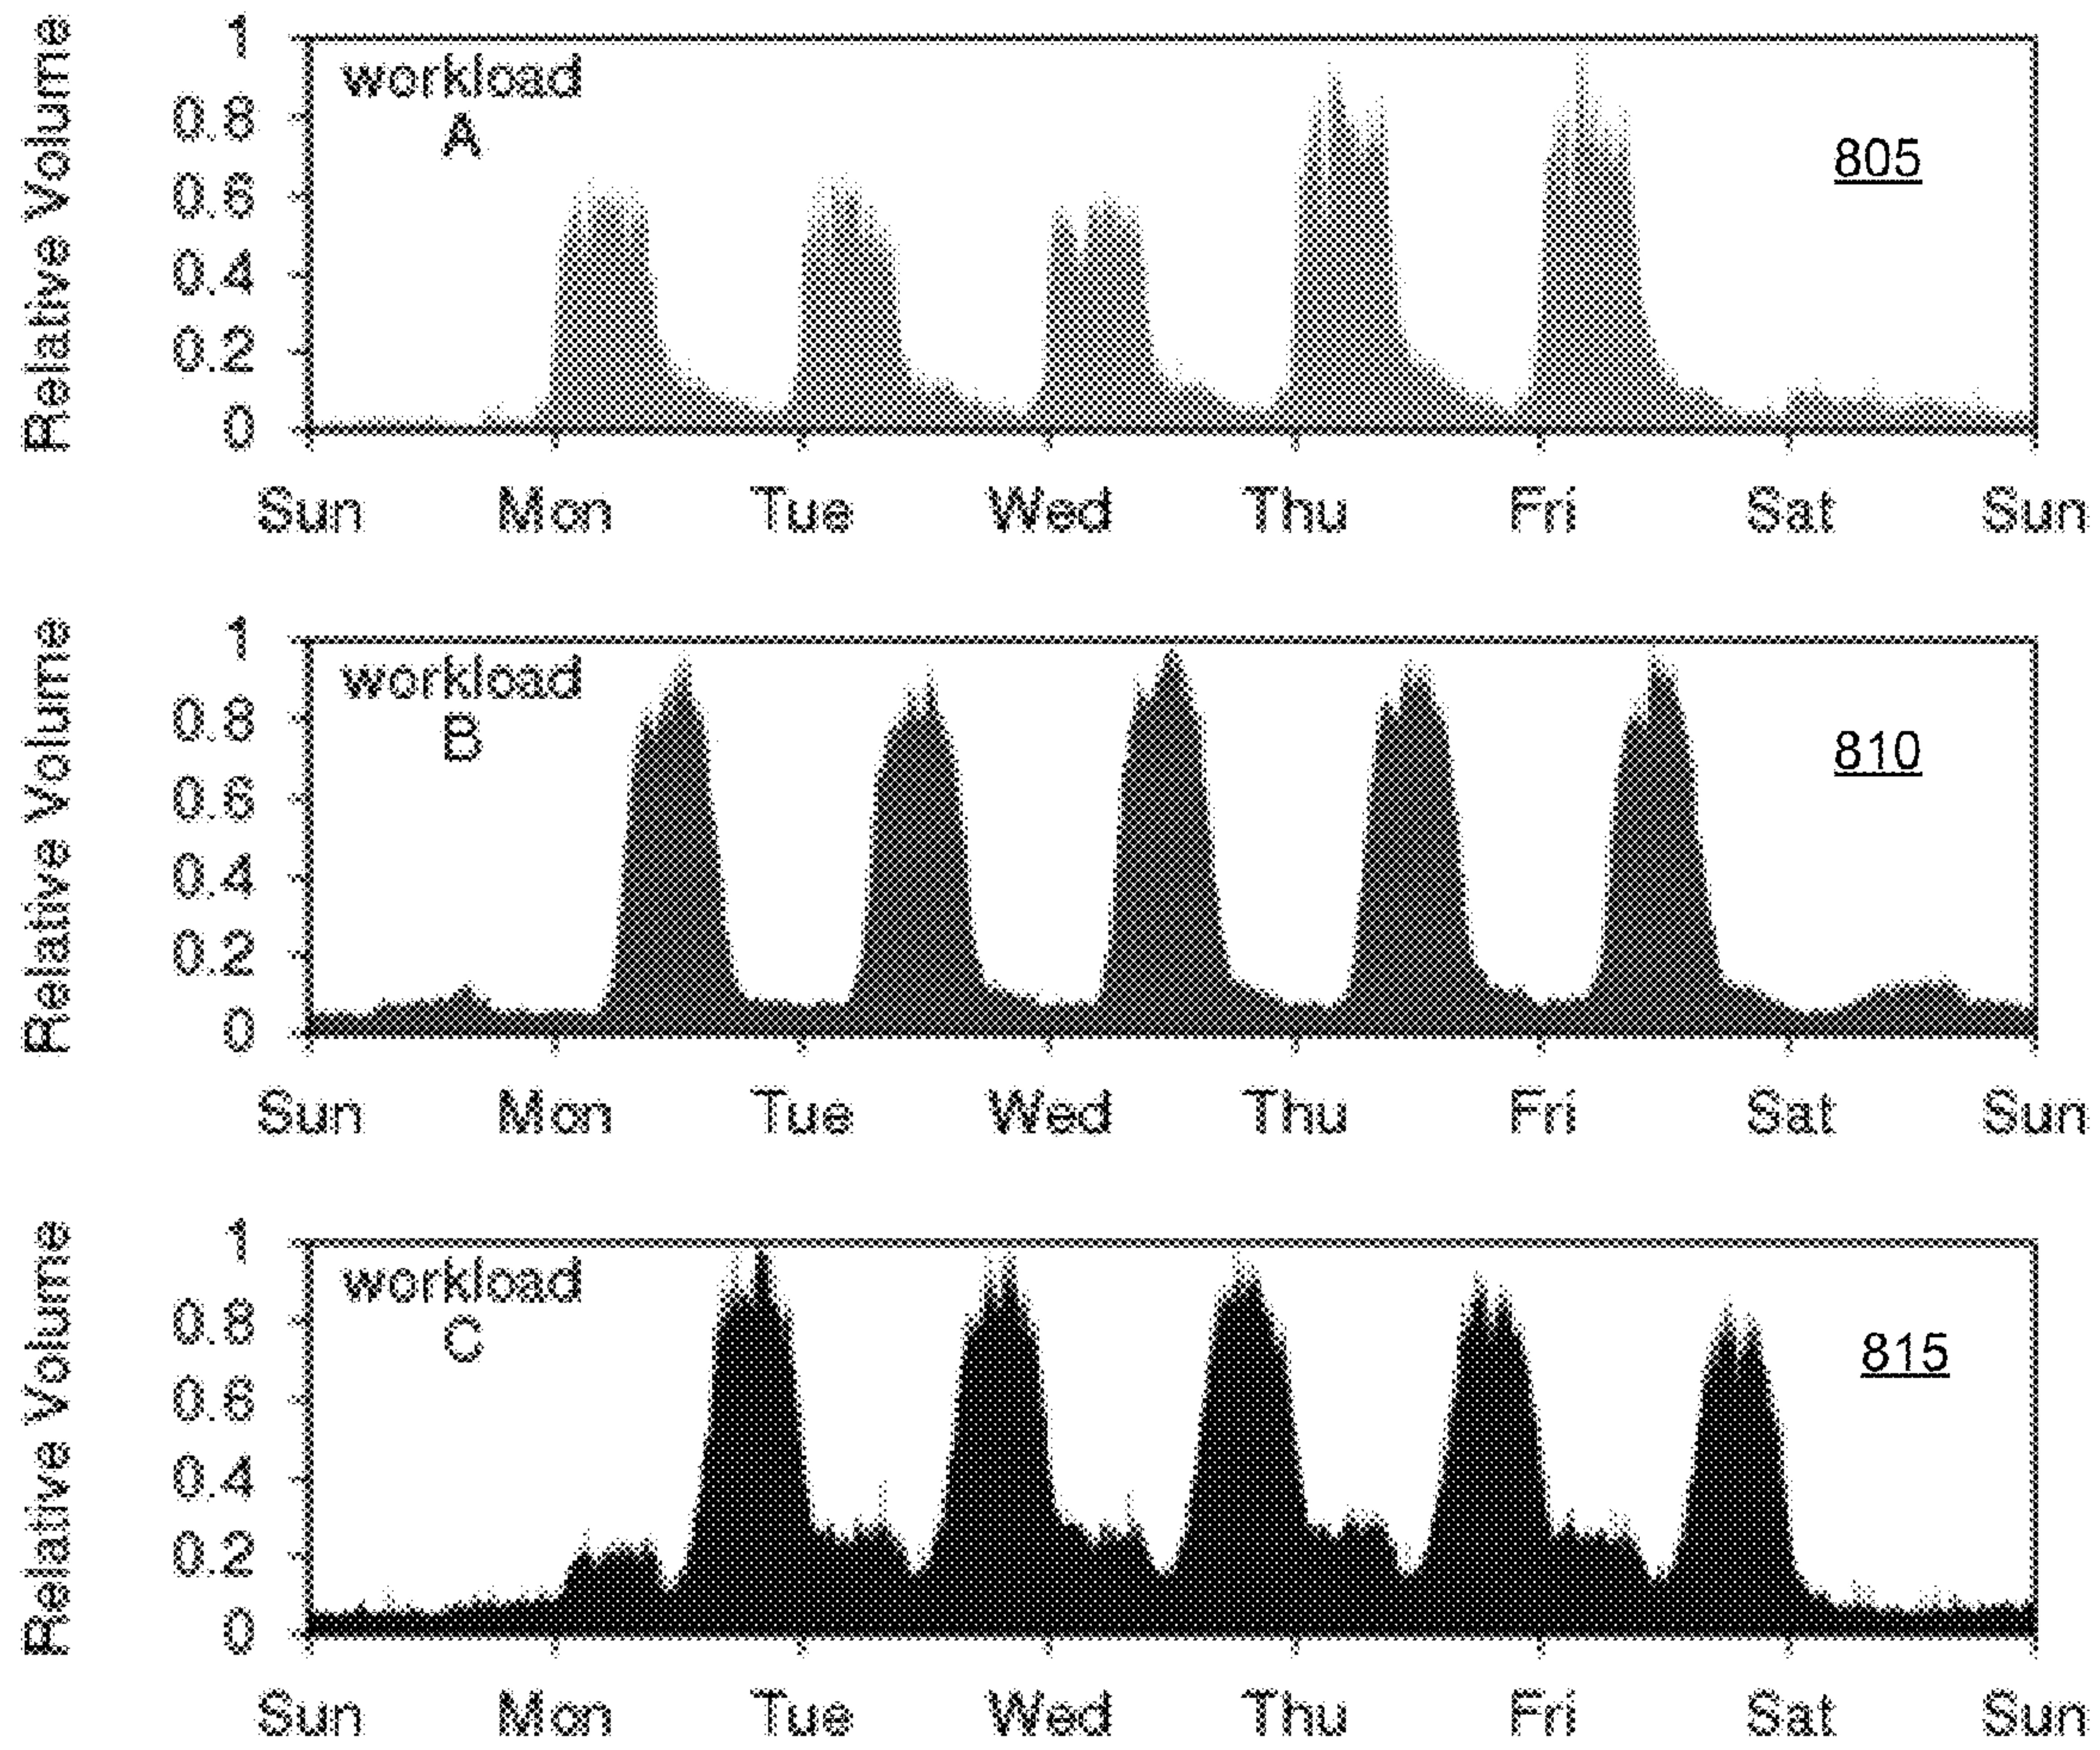 Relative Volume
1
0.8
0.6
0.4
0.2
0
workload
A
805
Sun Mon Tue Wed Thu Fri Sat Sun
Relative Volume
1
0.8
0.6
0.4
0.2
0
workload
B
810
Sun Mon Tue Wed Thu Fri Sat Sun
Relative Volume
1
0.8
0.6
0.4
0.2
0
workload
C
815
Sun Mon Tue Wed Thu Fri Sat Sun